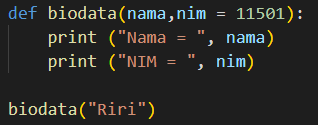 def biodata(nama,nim = 11501):
    print ("Nama = ", nama)
    print ("NIM = ", nim)
biodata("Riri")